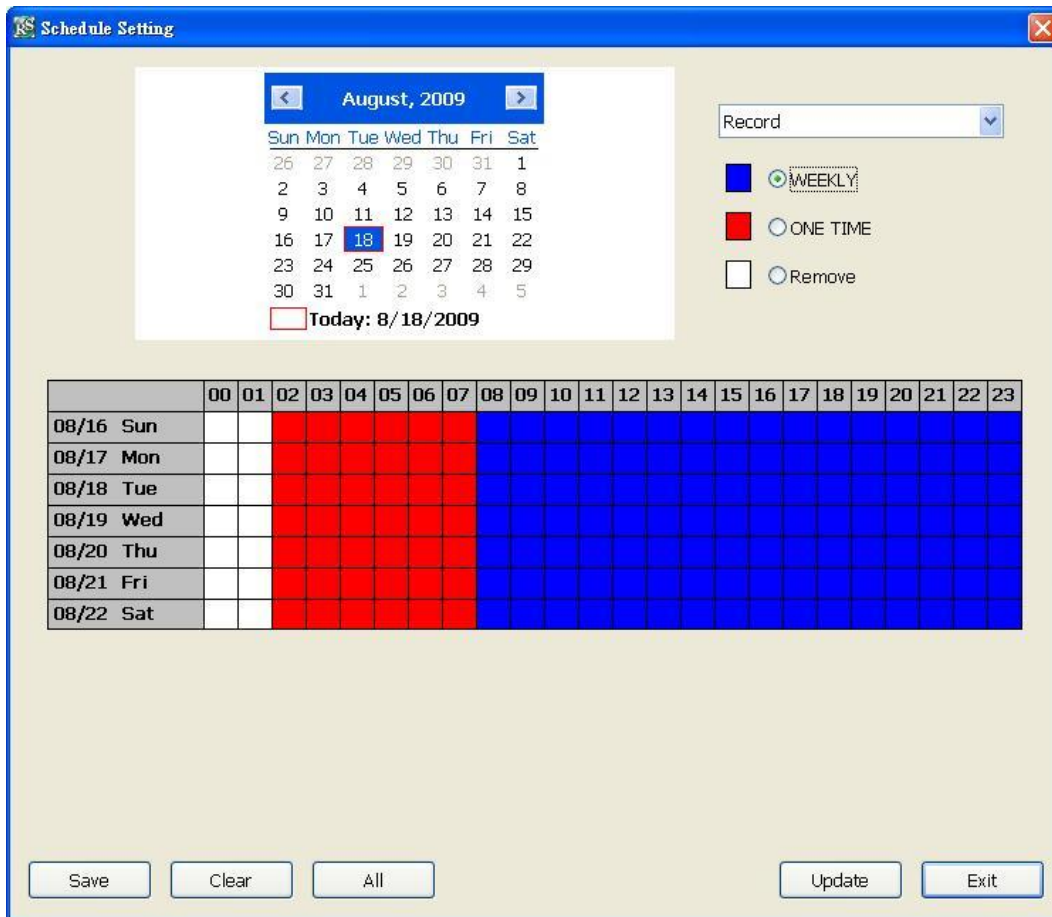 Schedule Setting
August, 2009
Sun Mon Tue Wed Thu Fri Sat
26 27 28 29 30 31 1
2 3 4 5 6 7 8
9 10 11 12 13 14 15
16 17 18 19 20 21 22
23 24 25 26 27 28 29
30 31 1 2 3 4 5
Today: 8/18/2009
Record
WEEKLY
ONE TIME
Remove
00 01 02 03 04 05 06 07 08 09 10 11 12 13 14 15 16 17 18 19 20 21 22 23
08/16 Sun
08/17 Mon
08/18 Tue
08/19 Wed
08/20 Thu
08/21 Fri
08/22 Sat
Save Clear All Update Exit